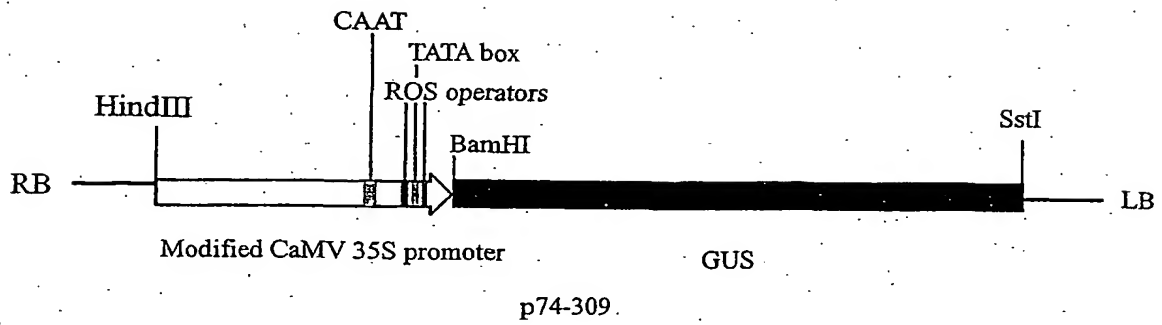 CAAT
TATA box
ROS operators
HindIII
BamHI
SstI
RB
LB
Modified CaMV 35S promoter
GUS
p74-309